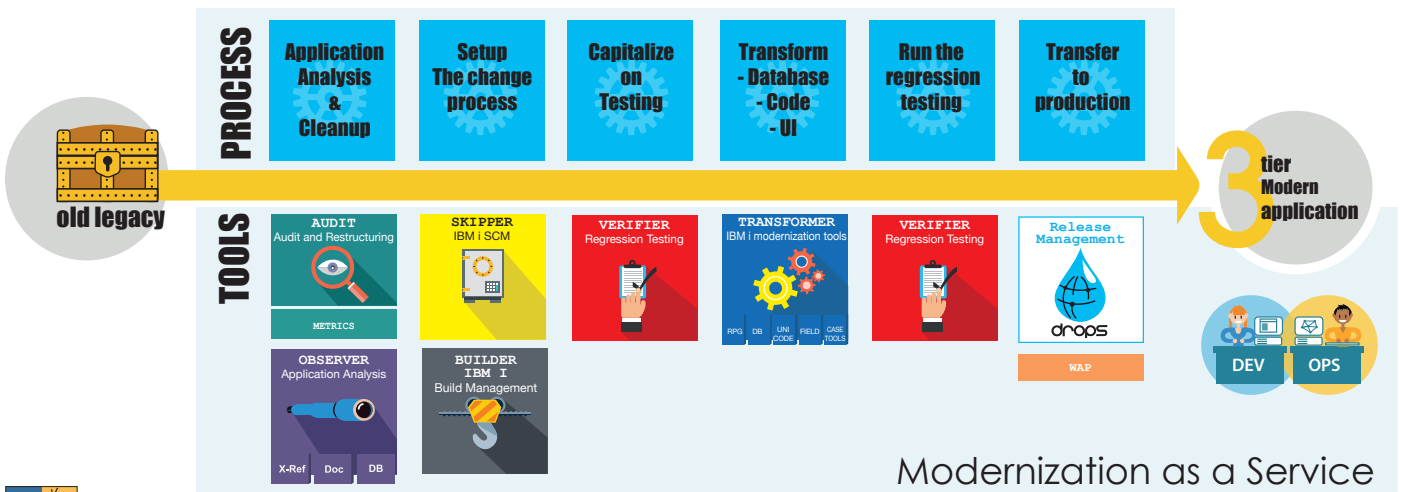 PROCESS
Application
Analysis
&
Cleanup
Setup
The change
process
Capitalize
on
Testing
Transform
- Database
- Code
- UI
Run the
regression
testing
Transfer
to
production
old legacy
3
tier
Modern
application
TOOLS
AUDIT
Audit and Restructuring
METRICS
OBSERVER
Application Analysis
X-Ref
Doc
DB
SKIPPER
IBM i SCM
BUILDER
IBM I
Build Management
VERIFIER
Regression Testing
TRANSFORMER
IBM i modernization tools
RPG
DB
UNI
CODE
FIELD
CASE
TOOLS
VERIFIER
Regression Testing
Release
Management
drops
WAP
DEV
OPS
Modernization as a Service